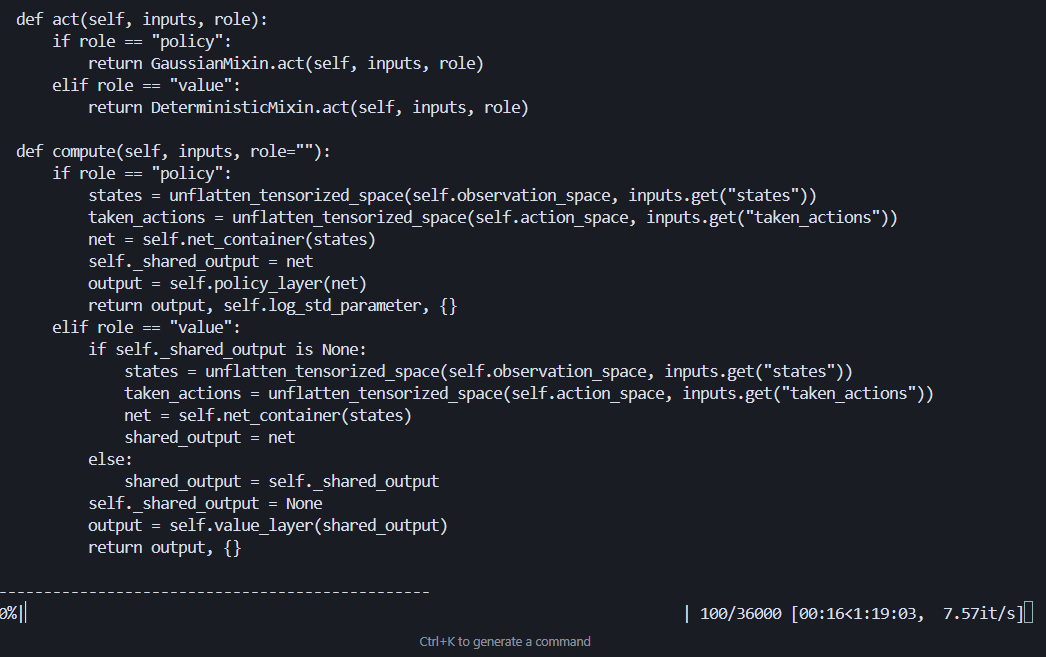 def act(self, inputs, role):
    if role == "policy":
        return GaussianMixin.act(self, inputs, role)
    elif role == "value":
        return DeterministicMixin.act(self, inputs, role)

def compute(self, inputs, role=""):
    if role == "policy":
        states = unflatten_tensorized_space(self.observation_space, inputs.get("states"))
        taken_actions = unflatten_tensorized_space(self.action_space, inputs.get("taken_actions"))
        net = self.net_container(states)
        self._shared_output = net
        output = self.policy_layer(net)
        return output, self.log_std_parameter, {}
    elif role == "value":
        if self._shared_output is None:
            states = unflatten_tensorized_space(self.observation_space, inputs.get("states"))
            taken_actions = unflatten_tensorized_space(self.action_space, inputs.get("taken_actions"))
            net = self.net_container(states)
            shared_output = net
        else:
            shared_output = self._shared_output
        self._shared_output = None
        output = self.value_layer(shared_output)
        return output, {}

------------------------------------------------
0%|| | 100/36000 [00:16<1:19:03,  7.57it/s]
Ctrl+K to generate a command